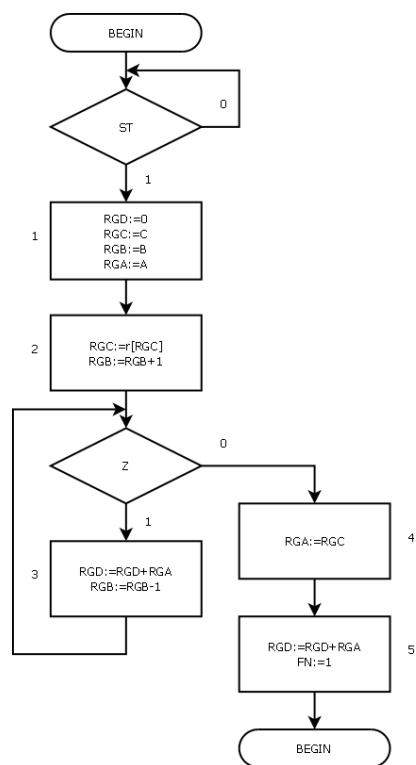 BEGIN
0
ST
1
1
RGD:=0
RGC:=C
RGB:=B
RGA:=A
2
RGC:=r[RGC]
RGB:=RGB+1
0
Z
1
4
RGA:=RGC
3
RGD:=RGD+RGA
RGB:=RGB-1
5
RGD:=RGD+RGA
FN:=1
BEGIN